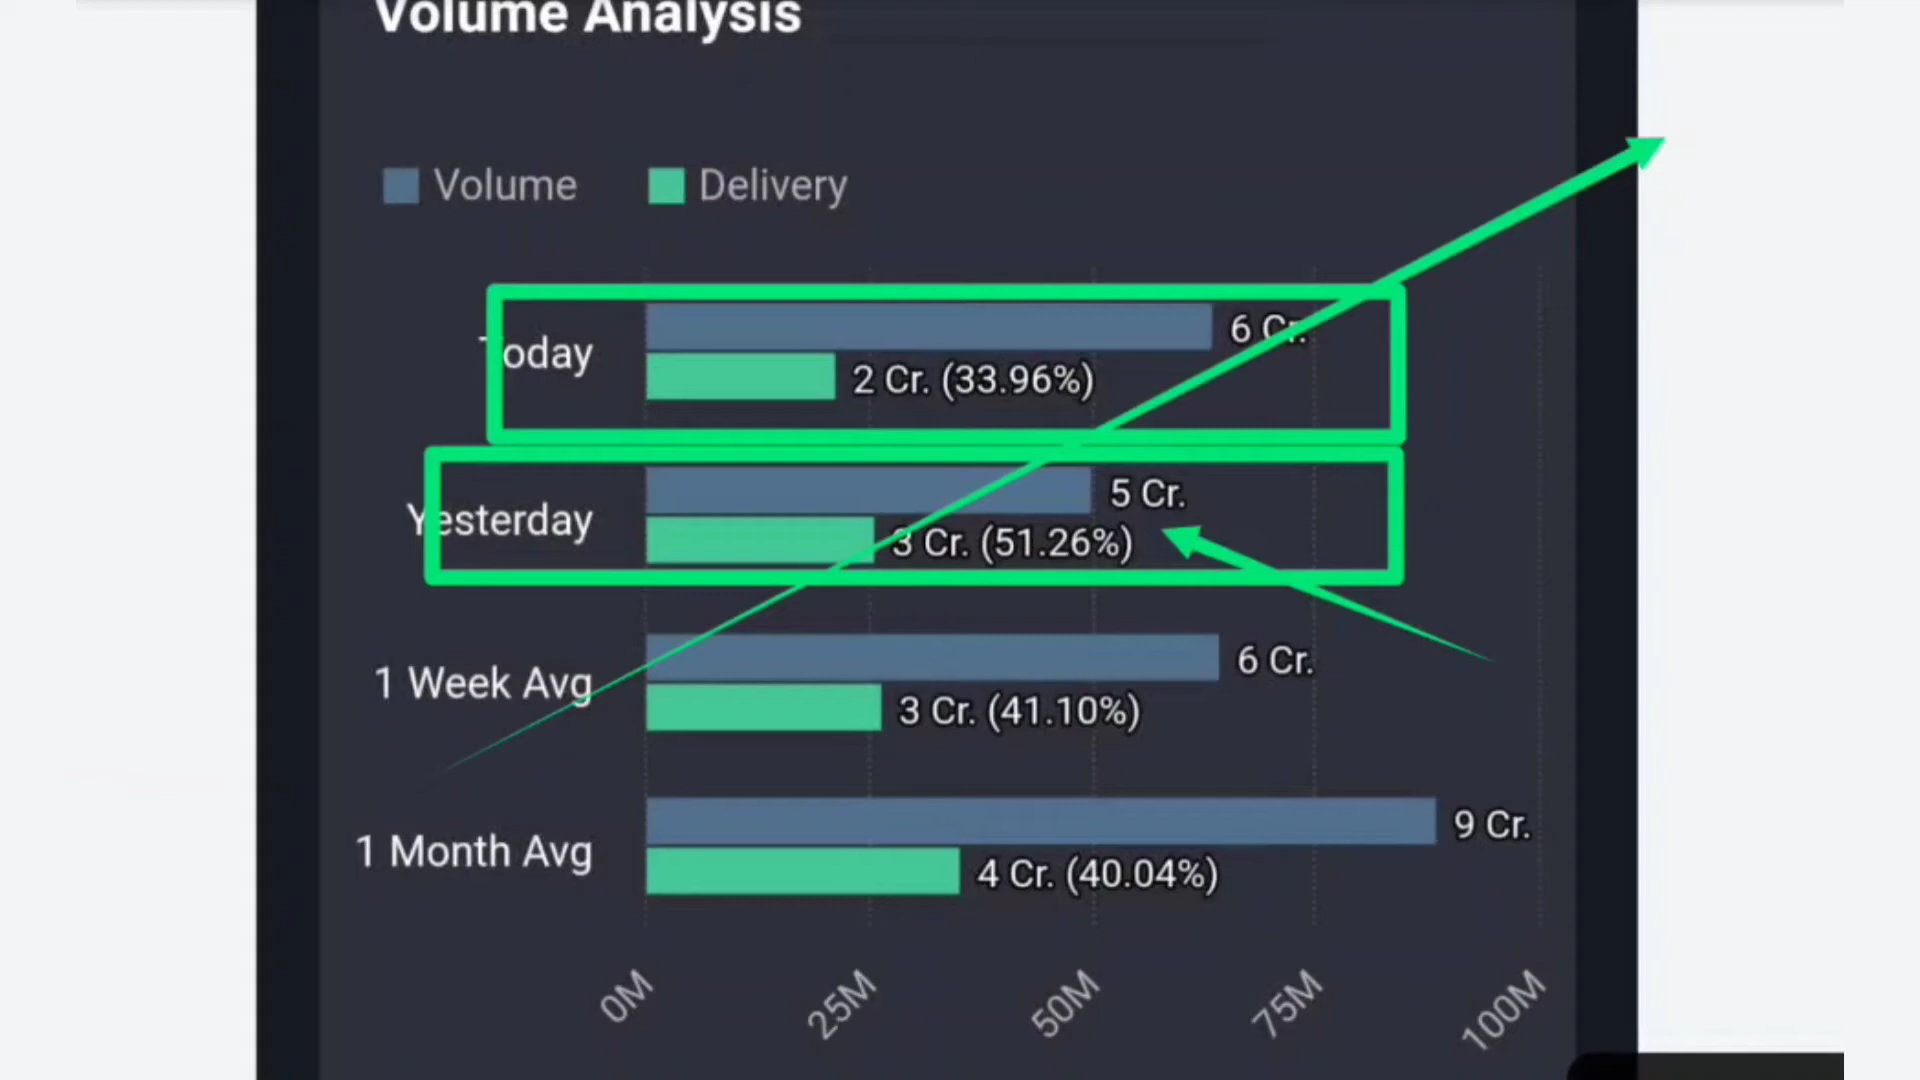 Volume Analysis
Volume Delivery
Today
6 Cr.
2 Cr. (33.96%)
Yesterday
5 Cr.
3 Cr. (51.26%)
1 Week Avg
6 Cr.
3 Cr. (41.10%)
1 Month Avg
9 Cr.
4 Cr. (40.04%)
0M 25M 50M 75M 100M